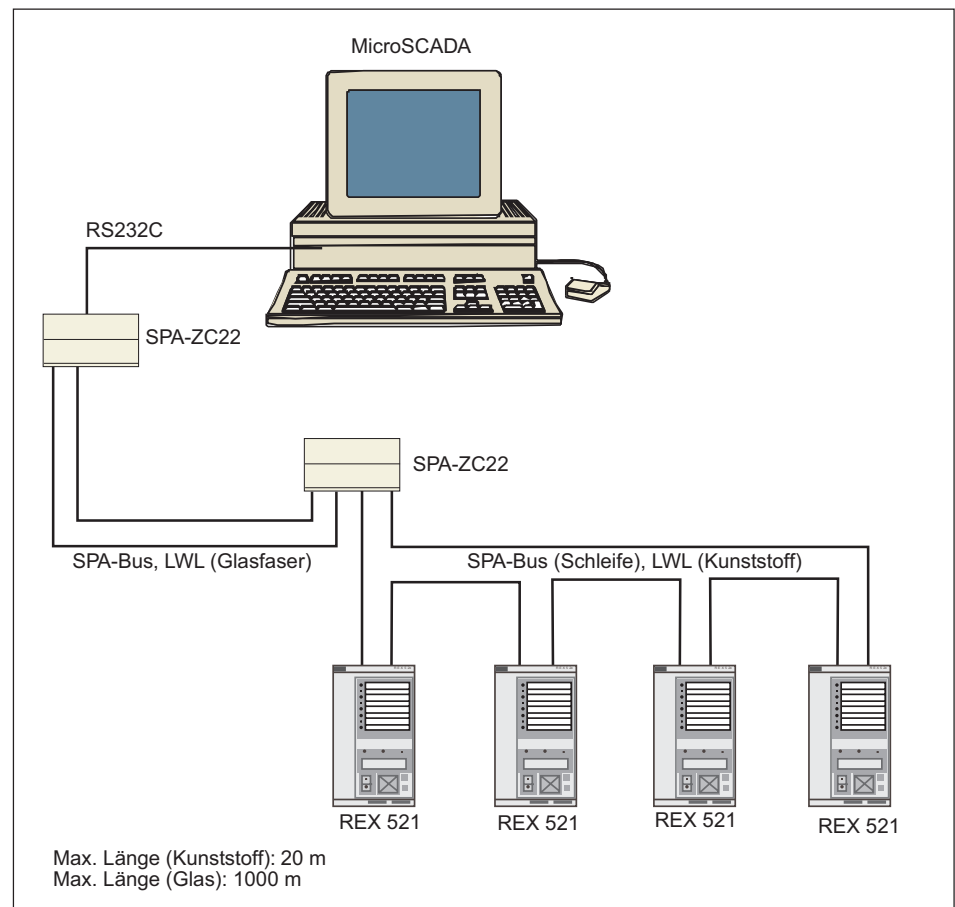 MicroSCADA
RS232C
SPA-ZC22
SPA-ZC22
SPA-Bus, LWL (Glasfaser)
SPA-Bus (Schleife), LWL (Kunststoff)
REX 521
REX 521
REX 521
REX 521
Max. Länge (Kunststoff): 20 m
Max. Länge (Glas): 1000 m